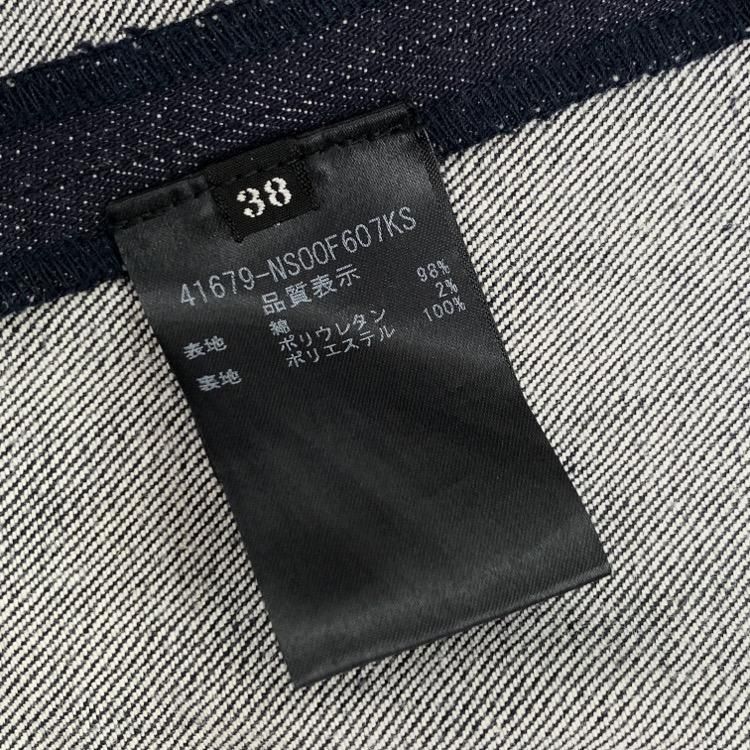 38
41679-NS00F607KS
品質表示
表地 綿 98%
ポリウレタン 2%
裏地 ポリエステル 100%